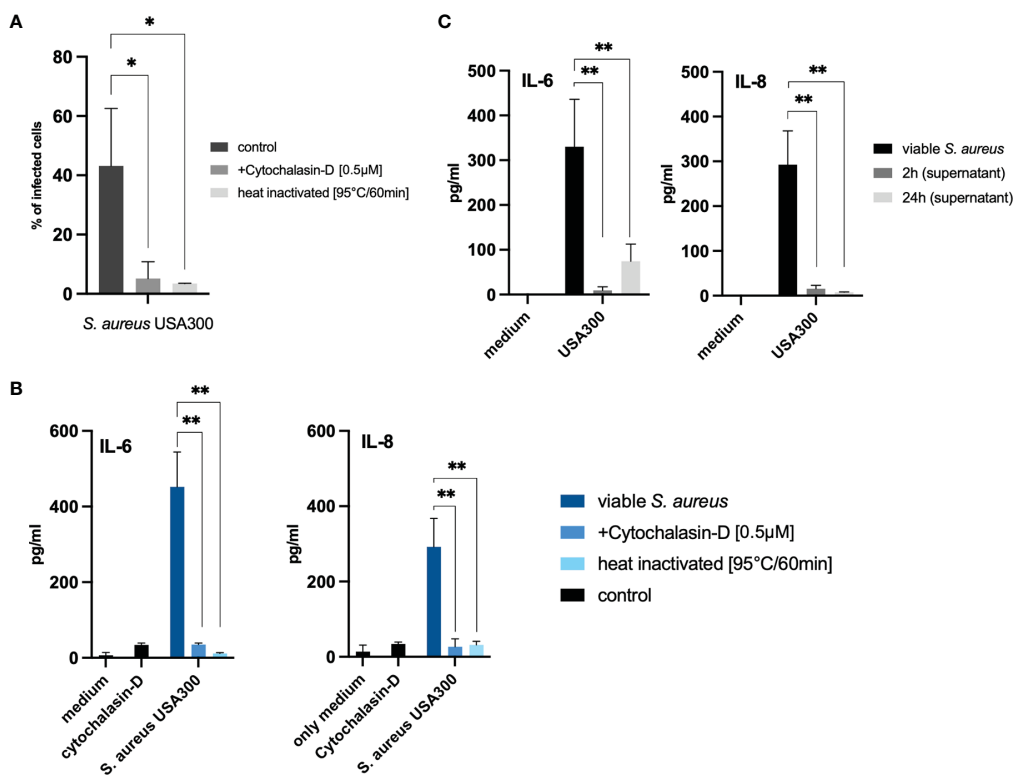 A
*
*
80
60
40
20
0
% of infected cells
S. aureus USA300
control
+Cytochalasin-D [0.5µM]
heat inactivated [95°C/60min]
C
IL-6
**
**
500
400
300
200
100
0
pg/ml
medium
USA300
IL-8
**
**
500
400
300
200
100
0
pg/ml
medium
USA300
viable S. aureus
2h (supernatant)
24h (supernatant)
B
IL-6
**
**
600
400
200
0
pg/ml
medium
cytochalasin-D
S. aureus USA300
IL-8
**
**
600
400
200
0
pg/ml
only medium
Cytochalasin-D
S. aureus USA300
viable S. aureus
+Cytochalasin-D [0.5µM]
heat inactivated [95°C/60min]
control